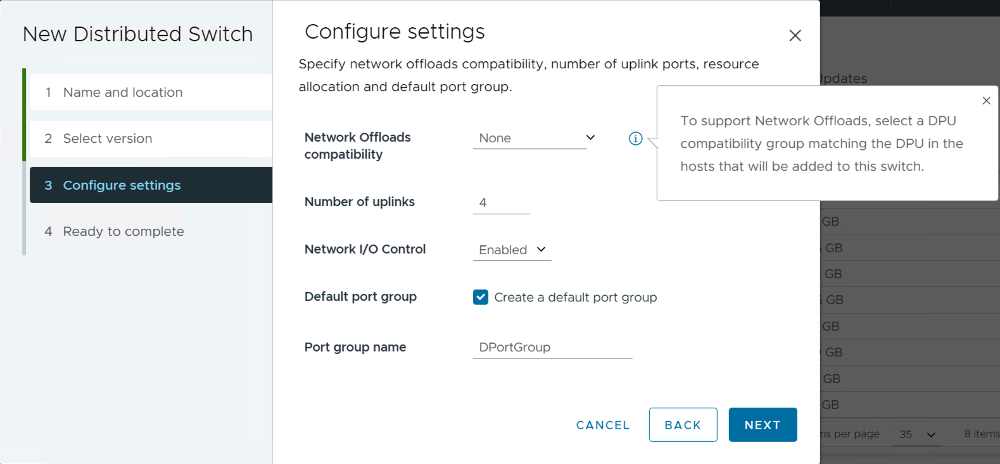 New Distributed Switch
1 Name and location
2 Select version
3 Configure settings
4 Ready to complete
Configure settings
Specify network offloads compatibility, number of uplink ports, resource
allocation and default port group.
Network Offloads
compatibility
None
To support Network Offloads, select a DPU
compatibility group matching the DPU in the
hosts that will be added to this switch.
Number of uplinks
4
Network I/O Control
Enabled
Default port group
Create a default port group
Port group name
DPortGroup
CANCEL
BACK
NEXT
Updates
GB
GB
GB
GB
GB
GB
GB
GB
per page
35
8 items